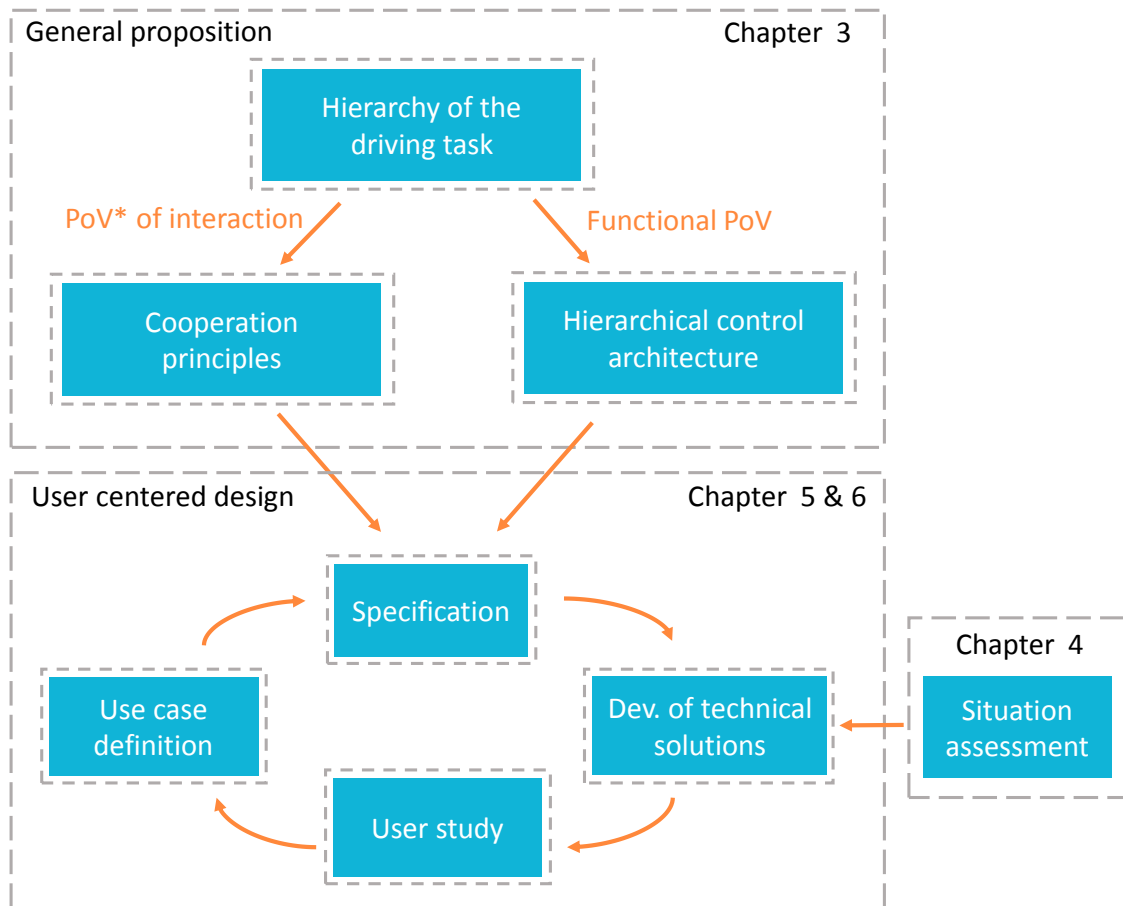 General proposition
Chapter 3
Hierarchy of the
driving task
PoV* of interaction
Functional PoV
Cooperation
principles
Hierarchical control
architecture
User centered design
Chapter 5 & 6
Specification
Use case
definition
Dev. of technical
solutions
User study
Chapter 4
Situation
assessment